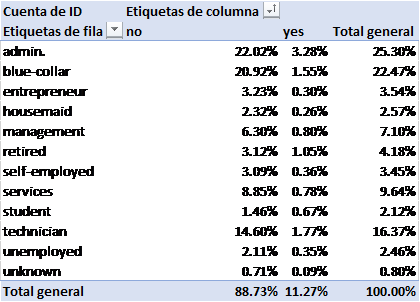 Cuenta de ID Etiquetas de columna
Etiquetas de fila no yes Total general
admin. 22.02% 3.28% 25.30%
blue-collar 20.92% 1.55% 22.47%
entrepreneur 3.23% 0.30% 3.54%
housemaid 2.32% 0.26% 2.57%
management 6.30% 0.80% 7.10%
retired 3.12% 1.05% 4.18%
self-employed 3.09% 0.36% 3.45%
services 8.85% 0.78% 9.64%
student 1.46% 0.67% 2.12%
technician 14.60% 1.77% 16.37%
unemployed 2.11% 0.35% 2.46%
unknown 0.71% 0.09% 0.80%
Total general 88.73% 11.27% 100.00%